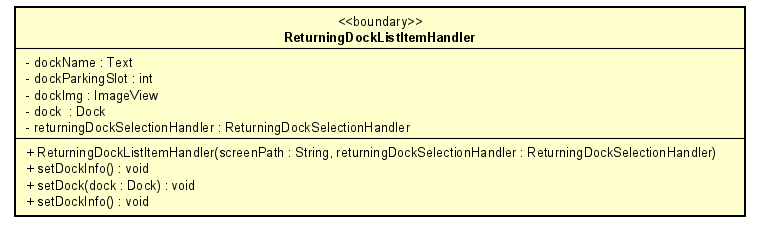 <<boundary>>
ReturningDockListItemHandler
- dockName : Text
- dockParkingSlot : int
- dockImg : ImageView
- dock : Dock
- returningDockSelectionHandler : ReturningDockSelectionHandler
+ ReturningDockListItemHandler(screenPath : String, returningDockSelectionHandler : ReturningDockSelectionHandler)
+ setDockInfo() : void
+ setDock(dock : Dock) : void
+ setDockInfo() : void